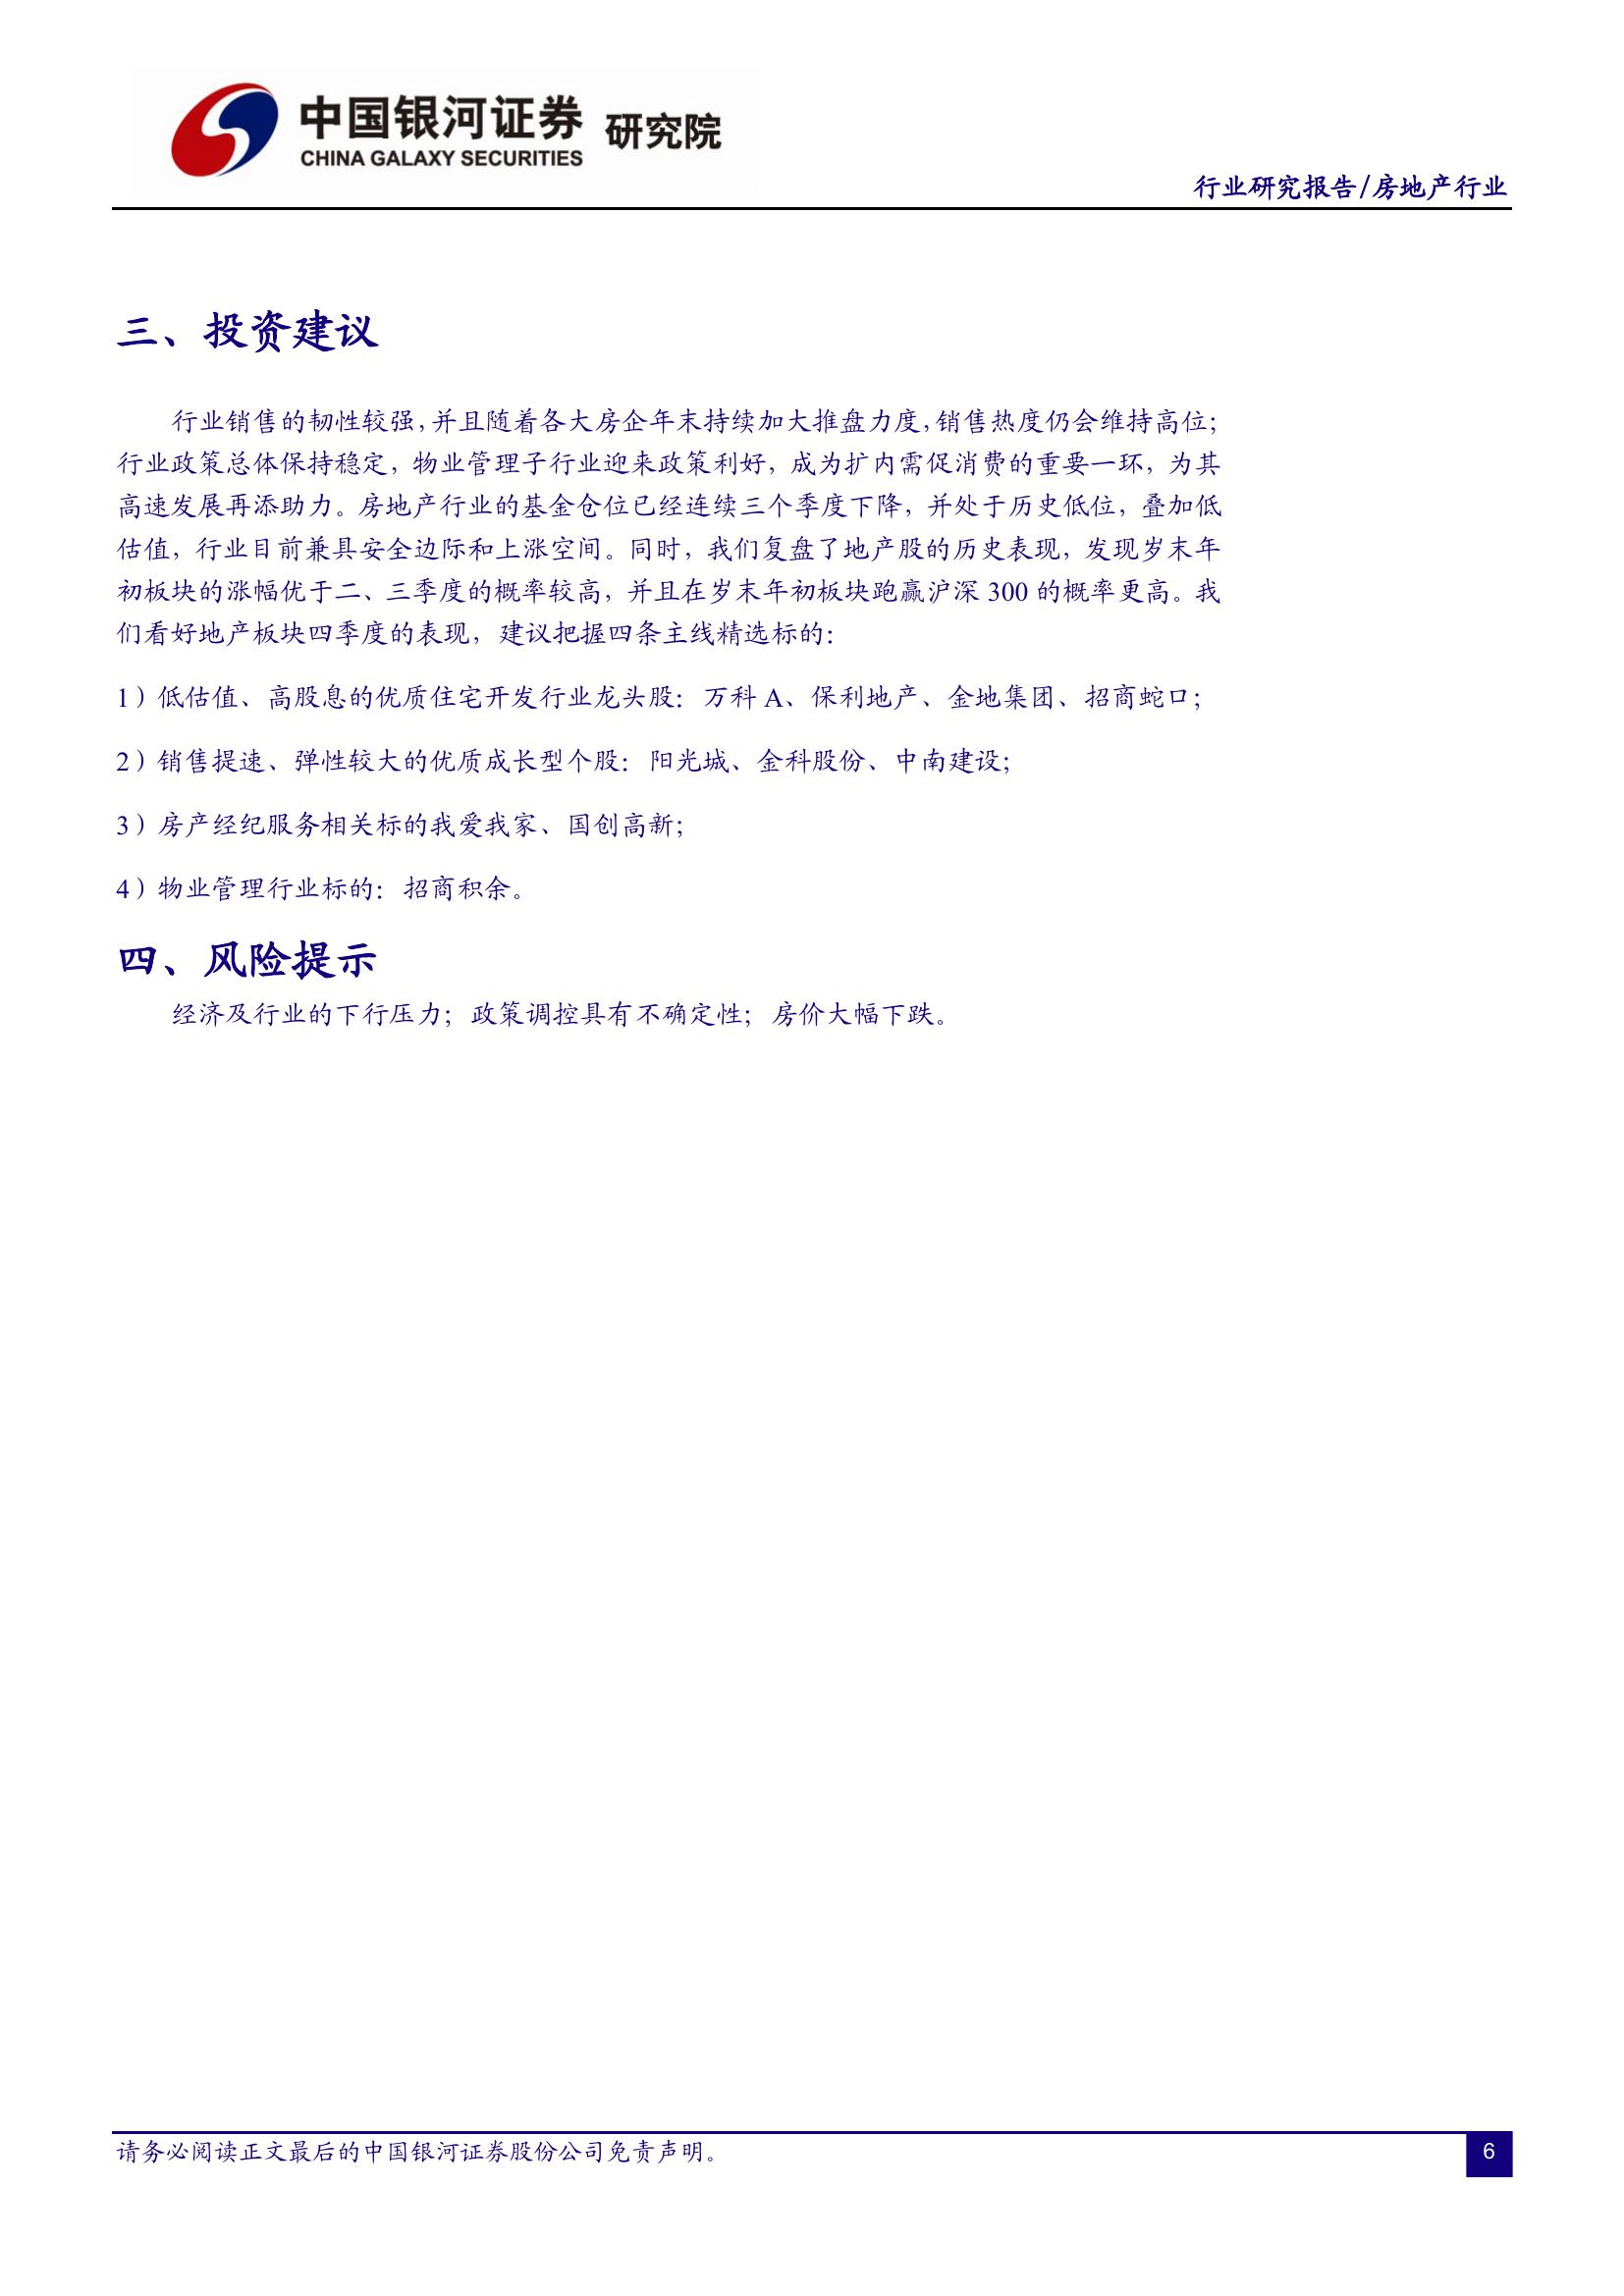 中国银河证券 研究院
CHINA GALAXY SECURITIES
行业研究报告/房地产行业
三、投资建议
行业销售的韧性较强，并且随着各大房企年末持续加大推盘力度，销售热度仍会维持高位；
行业政策总体保持稳定，物业管理子行业迎来政策利好，成为扩内需促消费的重要一环，为其
高速发展再添助力。房地产行业的基金仓位已经连续三个季度下降，并处于历史低位，叠加低
估值，行业目前兼具安全边际和上涨空间。同时，我们复盘了地产股的历史表现，发现岁末年
初板块的涨幅优于二、三季度的概率较高，并且在岁末年初板块跑赢沪深 300 的概率更高。我
们看好地产板块四季度的表现，建议把握四条主线精选标的：
1）低估值、高股息的优质住宅开发行业龙头股：万科 A、保利地产、金地集团、招商蛇口；
2）销售提速、弹性较大的优质成长型个股：阳光城、金科股份、中南建设；
3）房产经纪服务相关标的我爱我家、国创高新；
4）物业管理行业标的：招商积余。
四、风险提示
经济及行业的下行压力；政策调控具有不确定性；房价大幅下跌。
请务必阅读正文最后的中国银河证券股份公司免责声明。
6